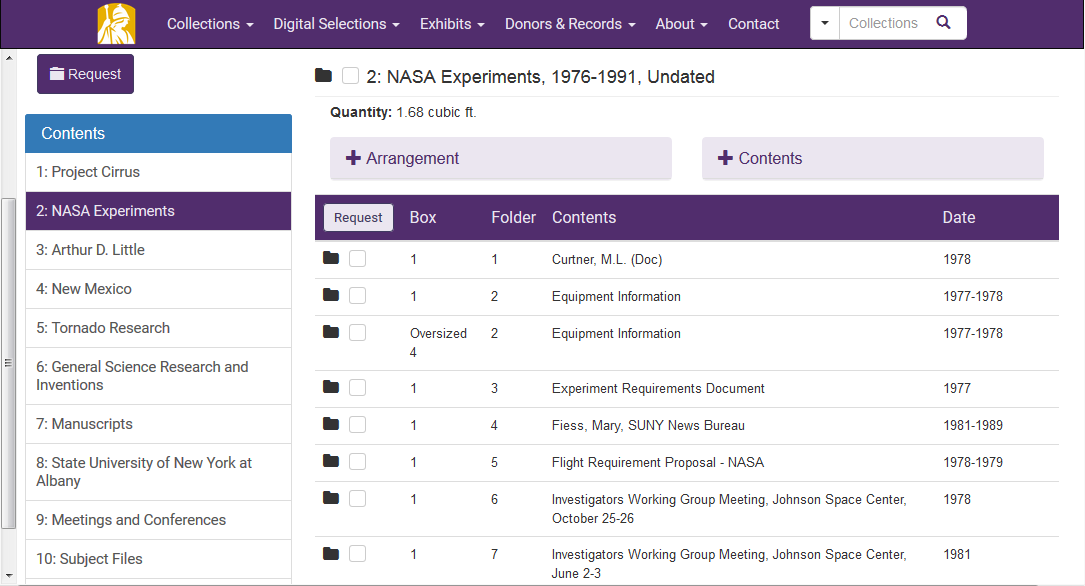 Collections Digital Selections Exhibits Donors & Records About Contact Collections
Request
Contents
1: Project Cirrus
2: NASA Experiments
3: Arthur D. Little
4: New Mexico
5: Tornado Research
6: General Science Research and
Inventions
7: Manuscripts
8: State University of New York at
Albany
9: Meetings and Conferences
10: Subject Files
2: NASA Experiments, 1976-1991, Undated
Quantity: 1.68 cubic ft.
+ Arrangement + Contents
Request Box Folder Contents Date
1 1 Curtner, M.L. (Doc) 1978
1 2 Equipment Information 1977-1978
Oversized 2 Equipment Information 1977-1978
4
1 3 Experiment Requirements Document 1977
1 4 Fiess, Mary, SUNY News Bureau 1981-1989
1 5 Flight Requirement Proposal - NASA 1978-1979
1 6 Investigators Working Group Meeting, Johnson Space Center, 1978
October 25-26
1 7 Investigators Working Group Meeting, Johnson Space Center, 1981
June 2-3